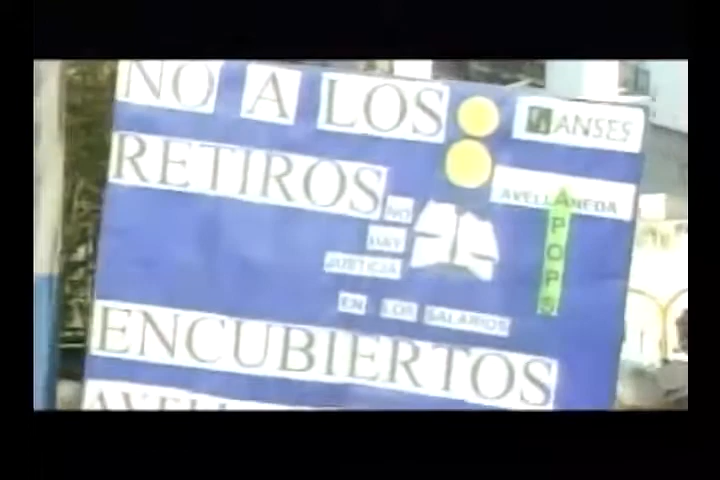 NO A LOS
ANSES
RETIROS
AVELLANEDA
APOPS
NO
HAY
JUSTICIA
EN LOS SALARIOS
ENCUBIERTOS